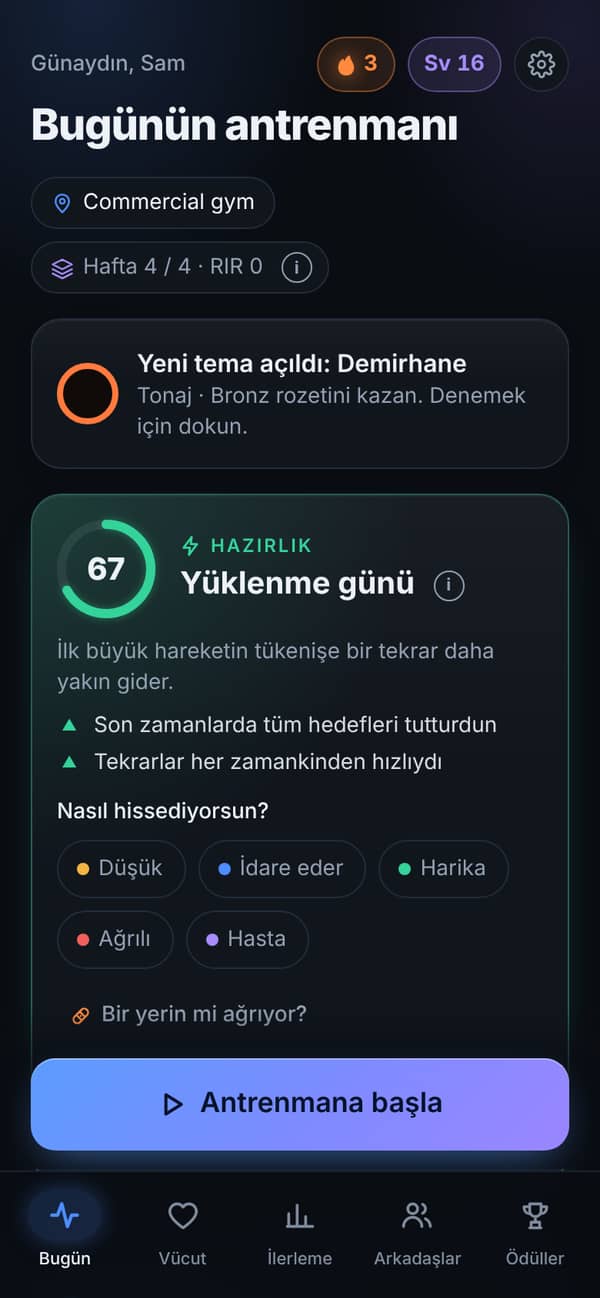 Günaydın, Sam
3
Sv 16
Bugünün antrenmanı
Commercial gym
Hafta 4 / 4 · RIR 0
Yeni tema açıldı: Demirhane
Tonaj · Bronz rozetini kazan. Denemek
için dokun.
67
HAZIRLIK
Yüklenme günü
İlk büyük hareketin tükenişe bir tekrar daha
yakın gider.
Son zamanlarda tüm hedefleri tutturdun
Tekrarlar her zamankinden hızlıydı
Nasıl hissediyorsun?
Düşük
İdare eder
Harika
Ağrılı
Hasta
Bir yerin mi ağrıyor?
Antrenmana başla
Bugün
Vücut
İlerleme
Arkadaşlar
Ödüller